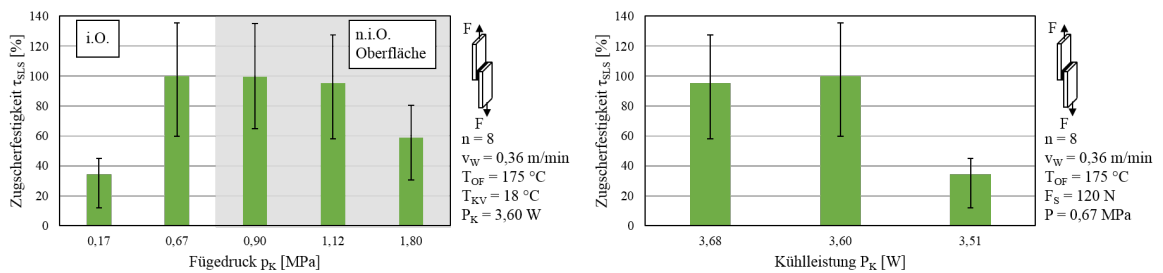 140
120
100
80
60
40
20
0
Zugscherfestigkeit τSLS [%]
i.O.
n.i.O.
Oberfläche
0,17 0,67 0,90 1,12 1,80
Fügedruck pK [MPa]
F
F
n = 8
vW = 0,36 m/min
TOF = 175 °C
TKV = 18 °C
PK = 3,60 W
140
120
100
80
60
40
20
0
Zugscherfestigkeit τSLS [%]
3,68 3,60 3,51
Kühlleistung PK [W]
F
F
n = 8
vW = 0,36 m/min
TOF = 175 °C
FS = 120 N
P = 0,67 MPa